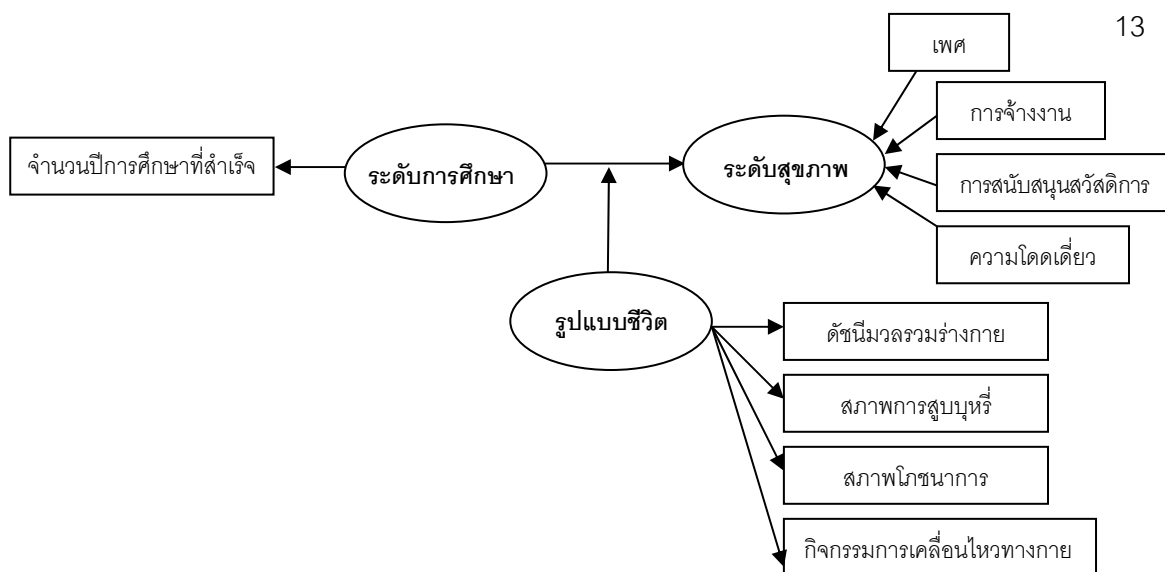 13
เพศ
การจ้างงาน
จำนวนปีการศึกษาที่สำเร็จ
ระดับการศึกษา
ระดับสุขภาพ
การสนับสนุนสวัสดิการ
ความโดดเดี่ยว
รูปแบบชีวิต
ดัชนีมวลรวมร่างกาย
สภาพการสูบบุหรี่
สภาพโภชนาการ
กิจกรรมการเคลื่อนไหวทางกาย